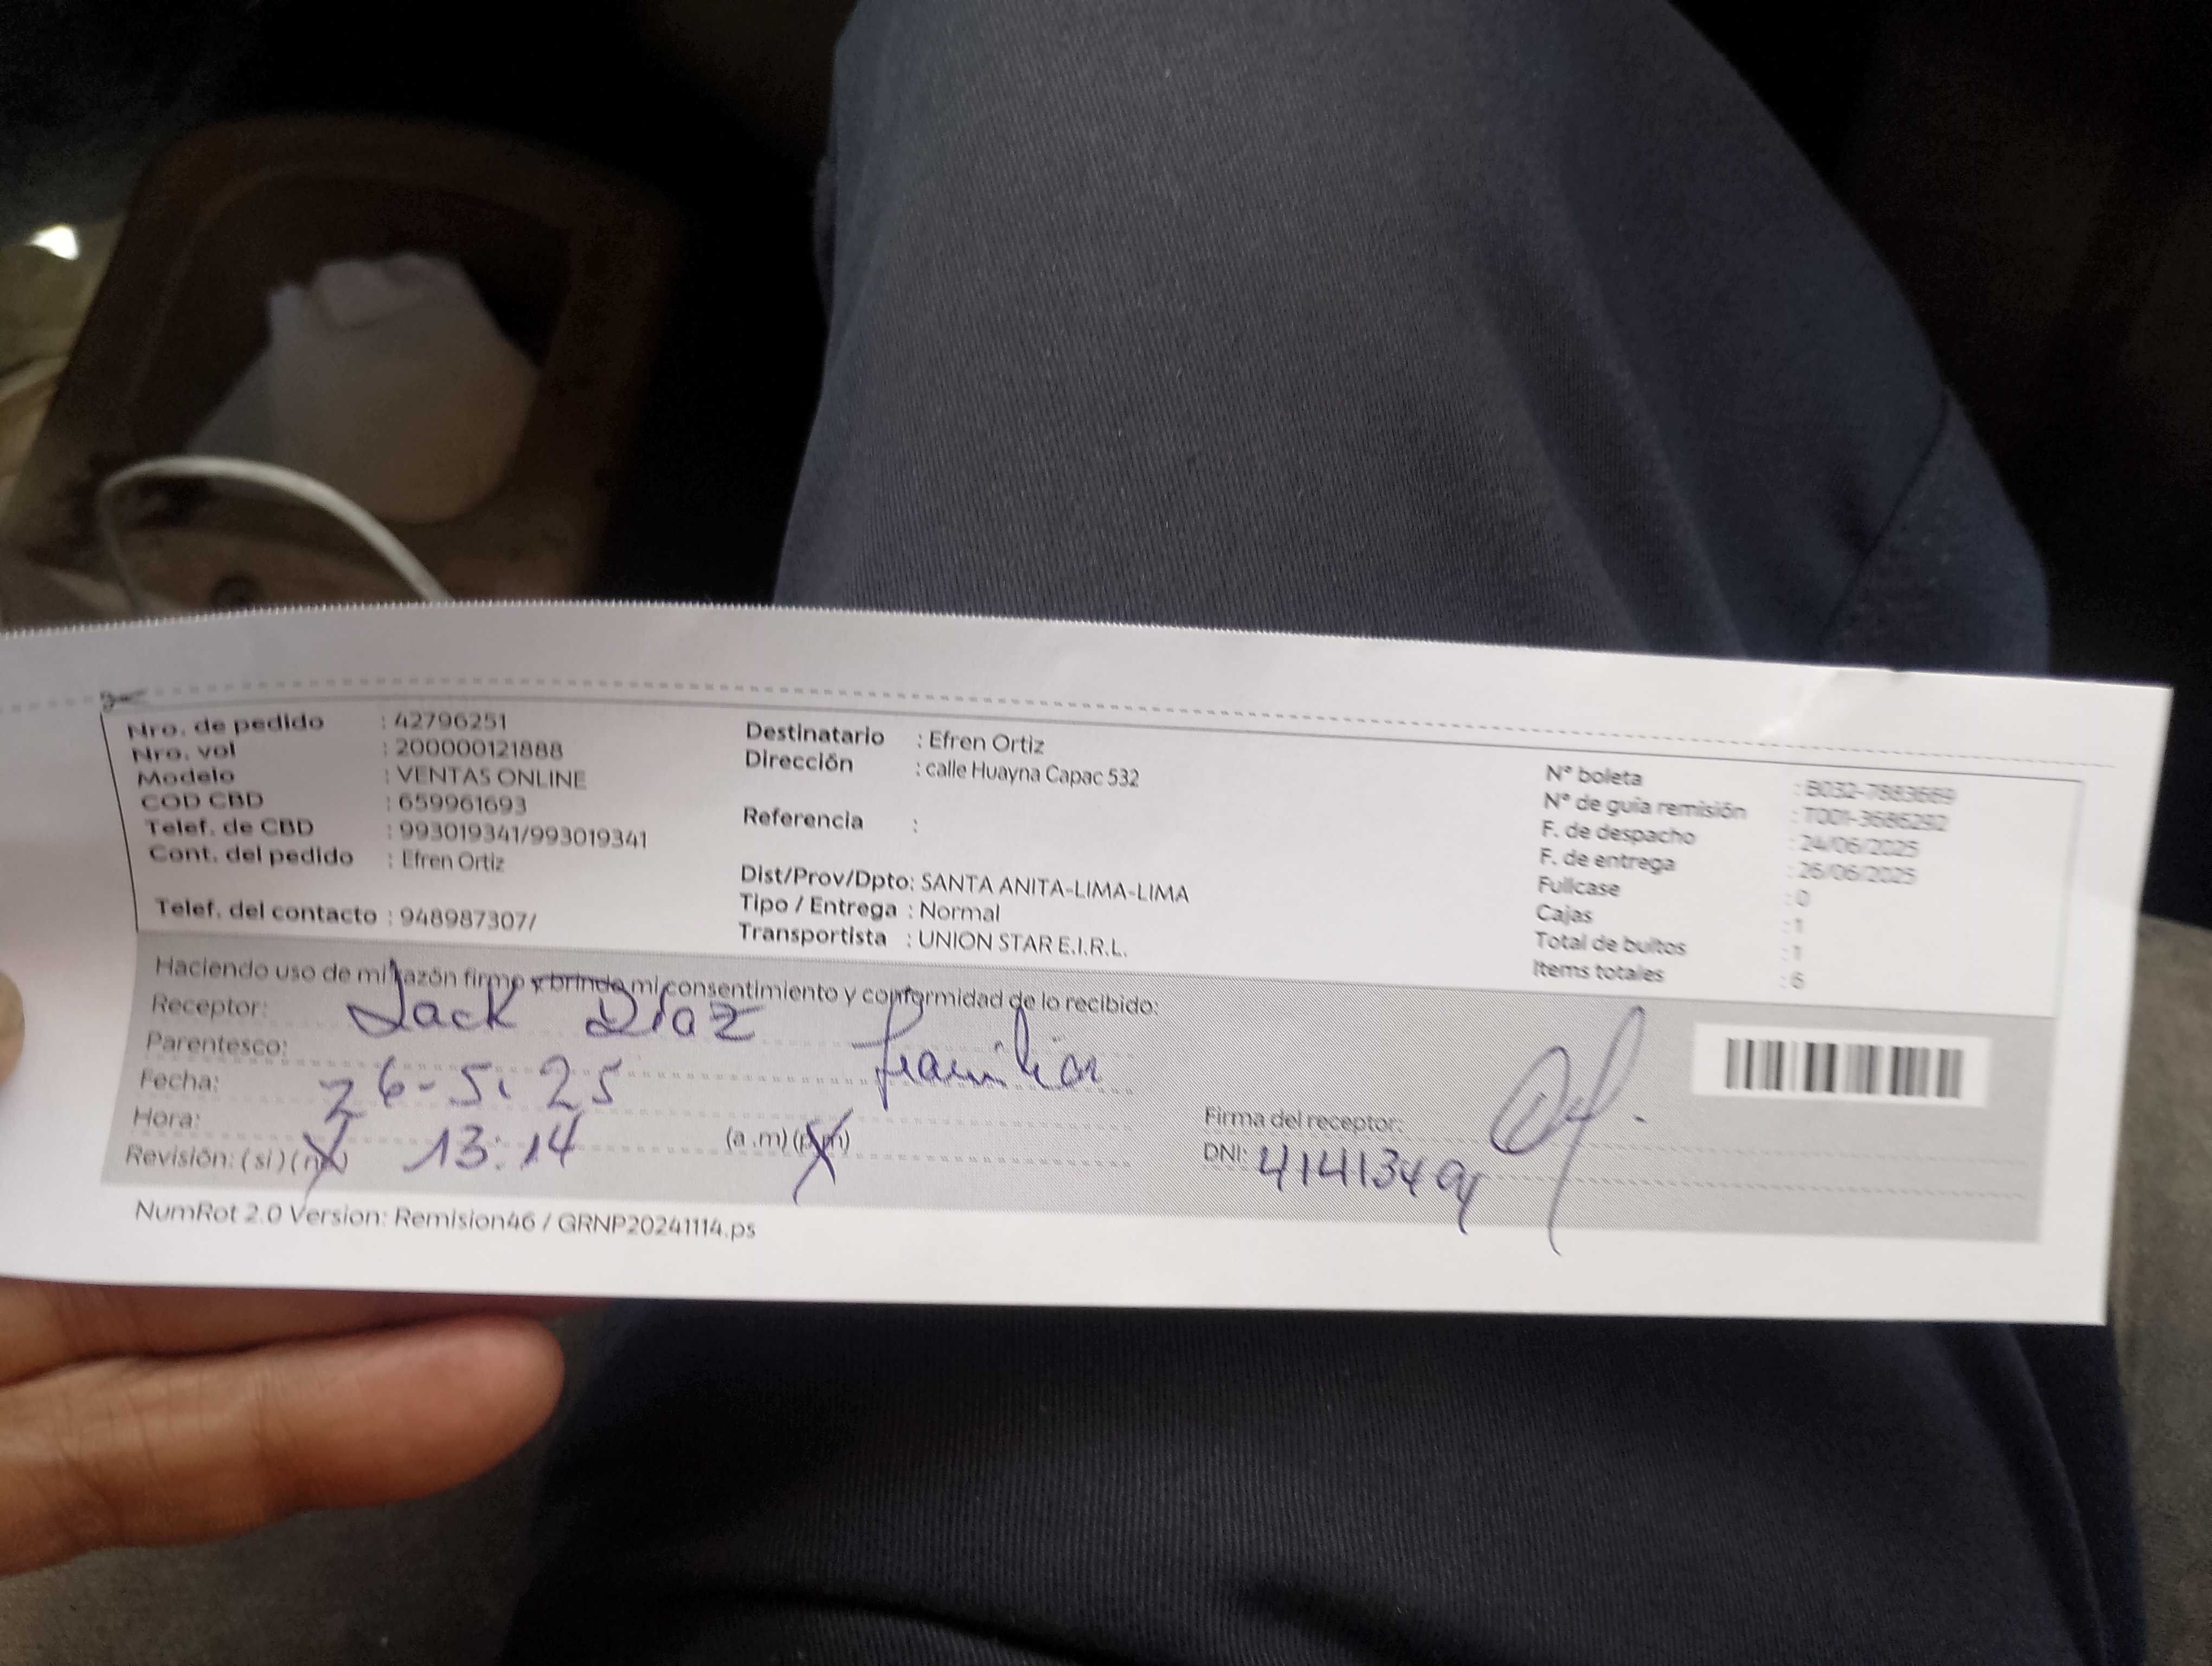 Nro. de pedido : 42796251
Nro. vol : 200000121888
Modelo : VENTAS ONLINE
COD CBD : 659961693
Telef. de CBD : 993019341/993019341
Cont. del pedido : Efren Ortiz
Telef. del contacto : 948987307/
Destinatario : Efren Ortiz
Dirección : calle Huayna Capac 532
Referencia :
Dist/Prov/Dpto: SANTA ANITA-LIMA-LIMA
Tipo / Entrega : Normal
Transportista : UNION STAR E.I.R.L.
N° boleta : B032-7883669
N° de guía remisión : T001-3686292
F. de despacho : 24/06/2025
F. de entrega : 26/06/2025
Fullcase : 0
Cajas : 1
Total de bultos : 1
Items totales : 6
Haciendo uso de mi razón firmo y brindo mi consentimiento y conformidad de lo recibido:
Receptor: Jack Diaz
Parentesco: familiar
Fecha: 26-5.25
Hora: 13:14 (a .m) (p.m)
Revisión: (si) (no)
Firma del receptor:
DNI:
NumRot 2.0 Version: Remision46 / GRNP20241114.ps